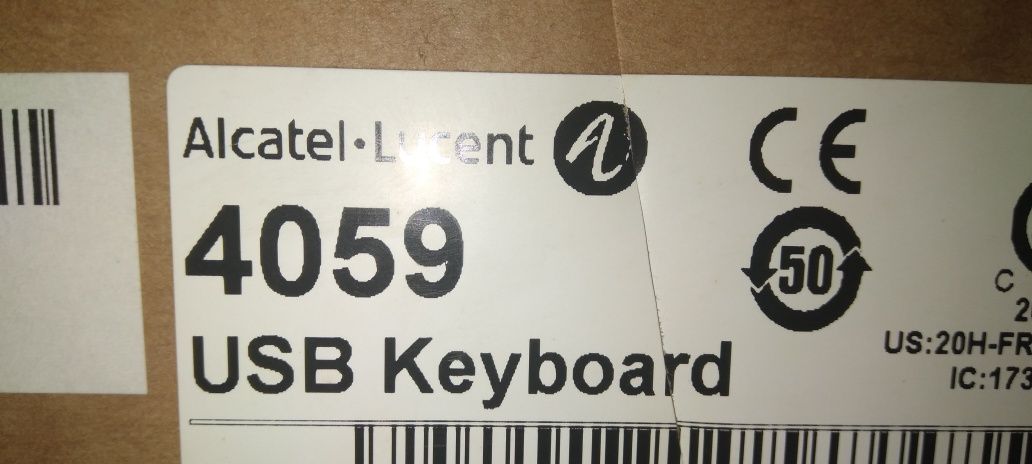 Alcatel·Lucent
CE
4059
50
C
USB Keyboard
US:20H-FR
IC:173